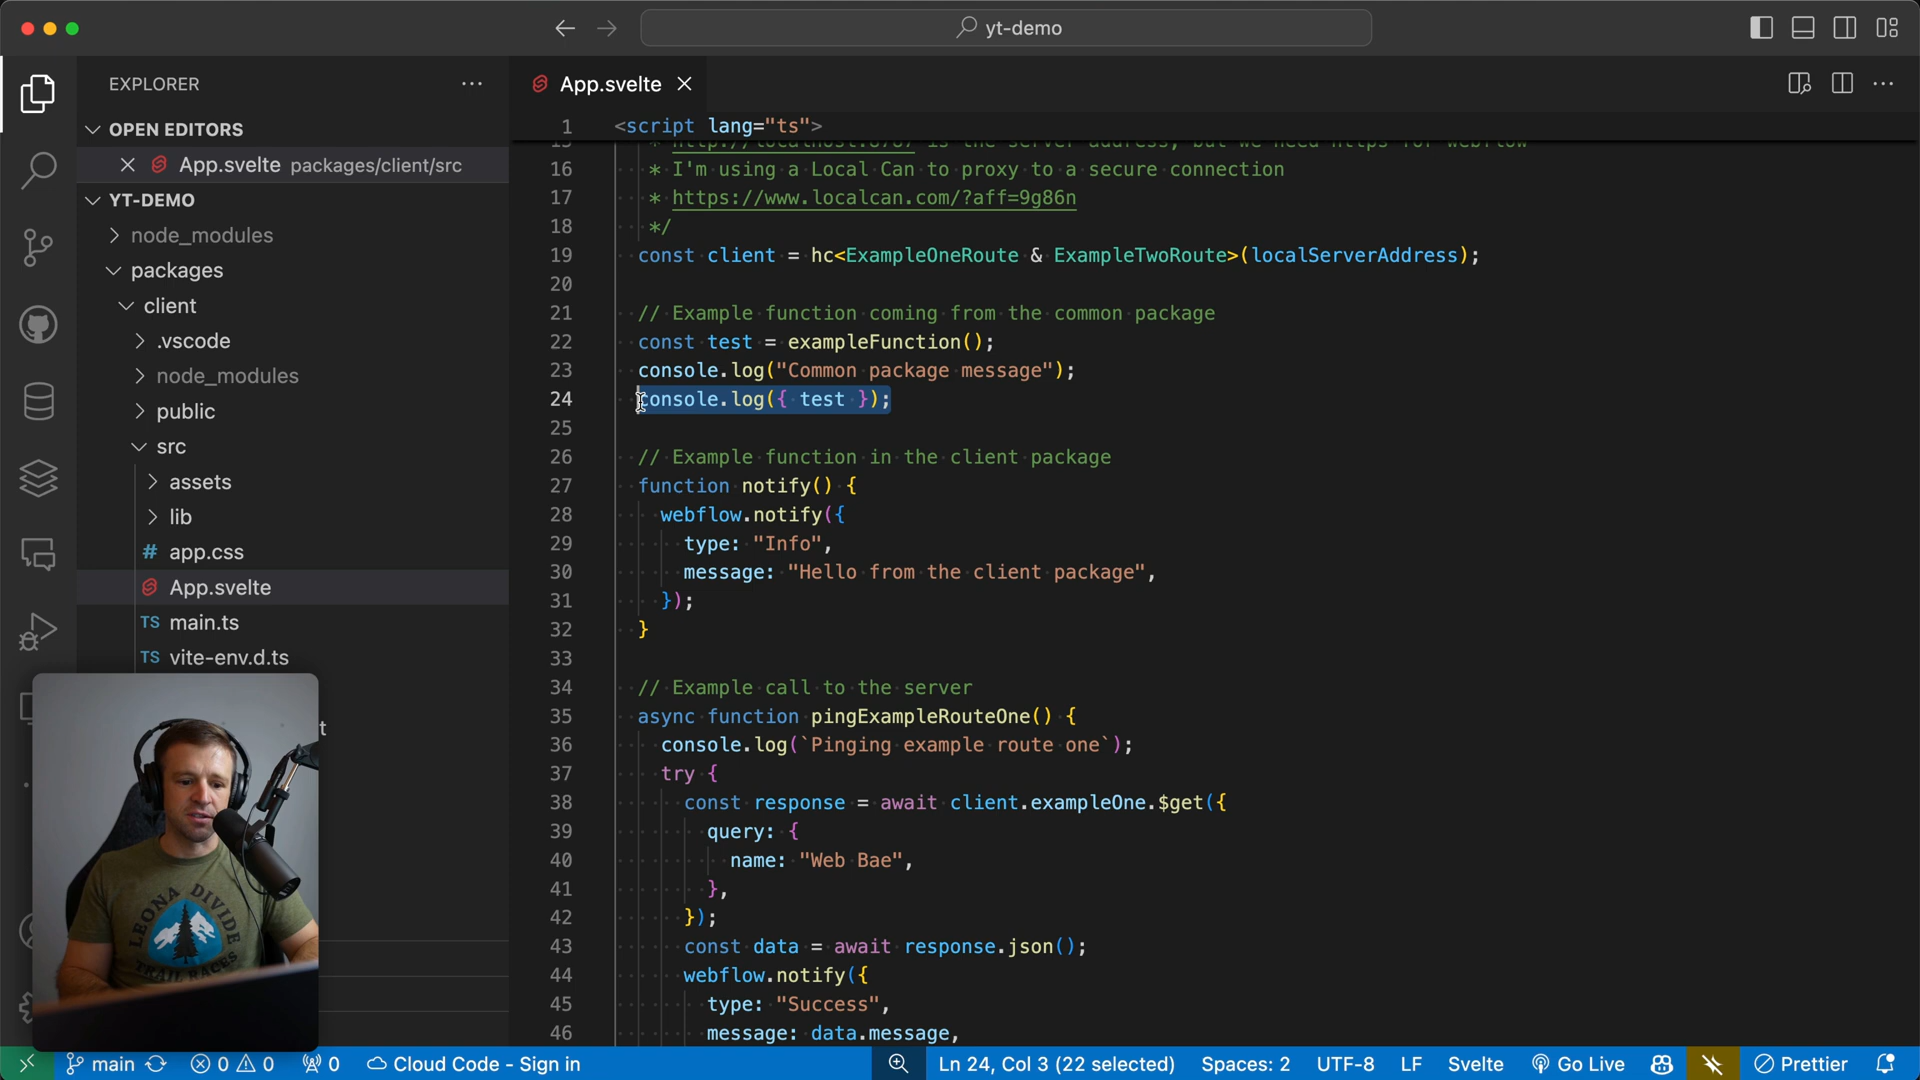 yt-demo
EXPLORER
OPEN EDITORS
App.svelte packages/client/src
YT-DEMO
node_modules
packages
client
.vscode
node_modules
public
src
assets
lib
# app.css
App.svelte
TS main.ts
TS vite-env.d.ts
App.svelte
1 <script lang="ts">
15 * http://localhost:8787 is the server address, but we need https for webflow
16 * I'm using a Local Can to proxy to a secure connection
17 * https://www.localcan.com/?aff=9g86n
18 */
19 const client = hc<ExampleOneRoute & ExampleTwoRoute>(localServerAddress);
20
21 // Example function coming from the common package
22 const test = exampleFunction();
23 console.log("Common package message");
24 console.log({ test });
25
26 // Example function in the client package
27 function notify() {
28 webflow.notify({
29 type: "Info",
30 message: "Hello from the client package",
31 });
32 }
33
34 // Example call to the server
35 async function pingExampleRouteOne() {
36 console.log(`Pinging example route one`);
37 try {
38 const response = await client.exampleOne.$get({
39 query: {
40 name: "Web Bae",
41 },
42 });
43 const data = await response.json();
44 webflow.notify({
45 type: "Success",
46 message: data.message,
LEONA DIVIDE
TRAIL RACES
main 0 0 0 Cloud Code - Sign in Ln 24, Col 3 (22 selected) Spaces: 2 UTF-8 LF Svelte Go Live Prettier